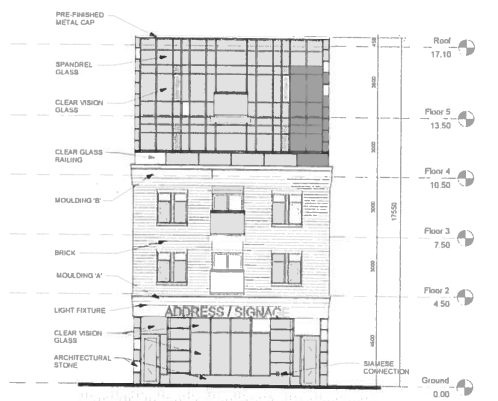 PRE-FINISHED
METAL CAP
SPANDREL
GLASS
CLEAR VISION
GLASS
CLEAR GLASS
RAILING
MOULDING 'B'
BRICK
MOULDING 'A'
LIGHT FIXTURE
CLEAR VISION
GLASS
ARCHITECTURAL
STONE
ADDRESS / SIGNAGE
SIAMESE
CONNECTION
450
3600
3000
3000
3000
4500
17550
Roof
17.10
Floor 5
13.50
Floor 4
10.50
Floor 3
7.50
Floor 2
4.50
Ground
0.00